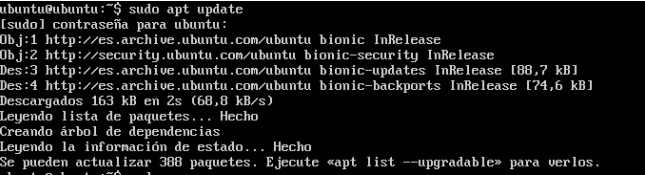 ubuntu@ubuntu:~$ sudo apt update
[sudo] contraseña para ubuntu:
Obj:1 http://es.archive.ubuntu.com/ubuntu bionic InRelease
Obj:2 http://security.ubuntu.com/ubuntu bionic-security InRelease
Des:3 http://es.archive.ubuntu.com/ubuntu bionic-updates InRelease [88,7 kB]
Des:4 http://es.archive.ubuntu.com/ubuntu bionic-backports InRelease [74,6 kB]
Descargados 163 kB en 2s (68,8 kB/s)
Leyendo lista de paquetes... Hecho
Creando árbol de dependencias
Leyendo la información de estado... Hecho
Se pueden actualizar 388 paquetes. Ejecute «apt list --upgradable» para verlos.